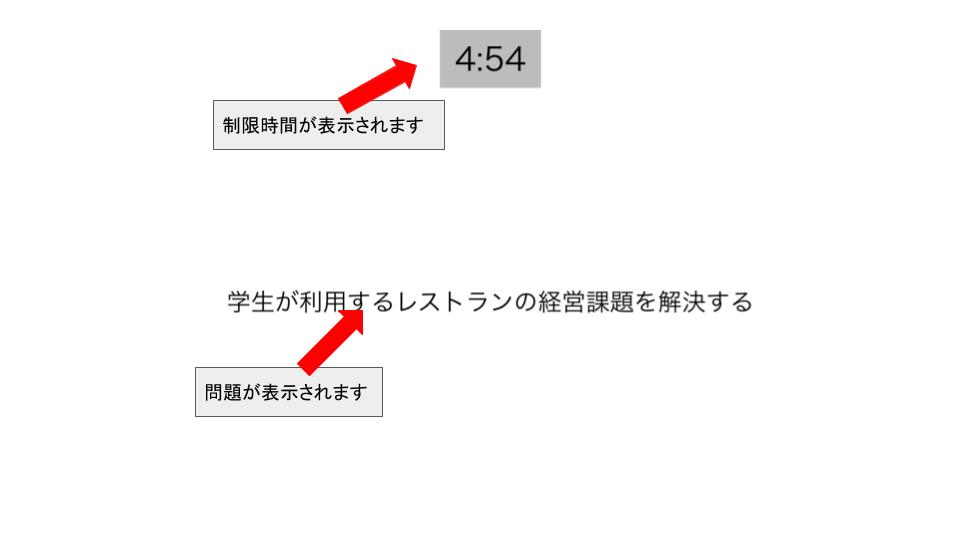 4:54
制限時間が表示されます
学生が利用するレストランの経営課題を解決する
問題が表示されます